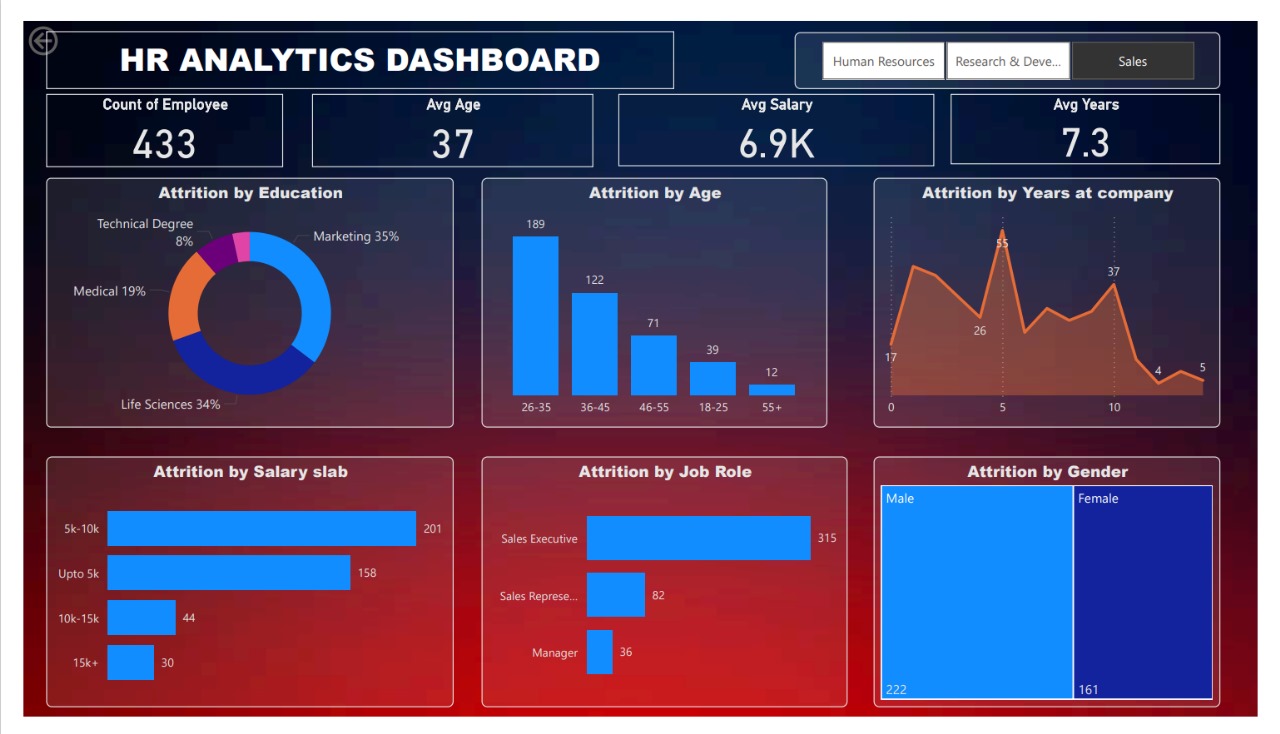 HR ANALYTICS DASHBOARD
Human Resources
Research & Deve...
Sales
Count of Employee
433
Avg Age
37
Avg Salary
6.9K
Avg Years
7.3
Attrition by Education
Technical Degree
8%
Marketing 35%
Medical 19%
Life Sciences 34%
Attrition by Age
189
122
71
39
12
26-35
36-45
46-55
18-25
55+
Attrition by Years at company
55
37
26
17
4
5
0
5
10
Attrition by Salary slab
5k-10k
201
Upto 5k
158
10k-15k
44
15k+
30
Attrition by Job Role
Sales Executive
315
Sales Represe...
82
Manager
36
Attrition by Gender
Male
Female
222
161